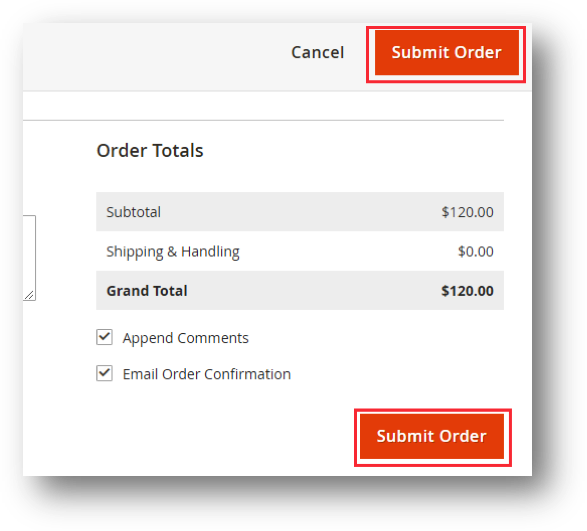 Cancel Submit Order
Order Totals
Subtotal $120.00
Shipping & Handling $0.00
Grand Total $120.00
Append Comments
Email Order Confirmation
Submit Order